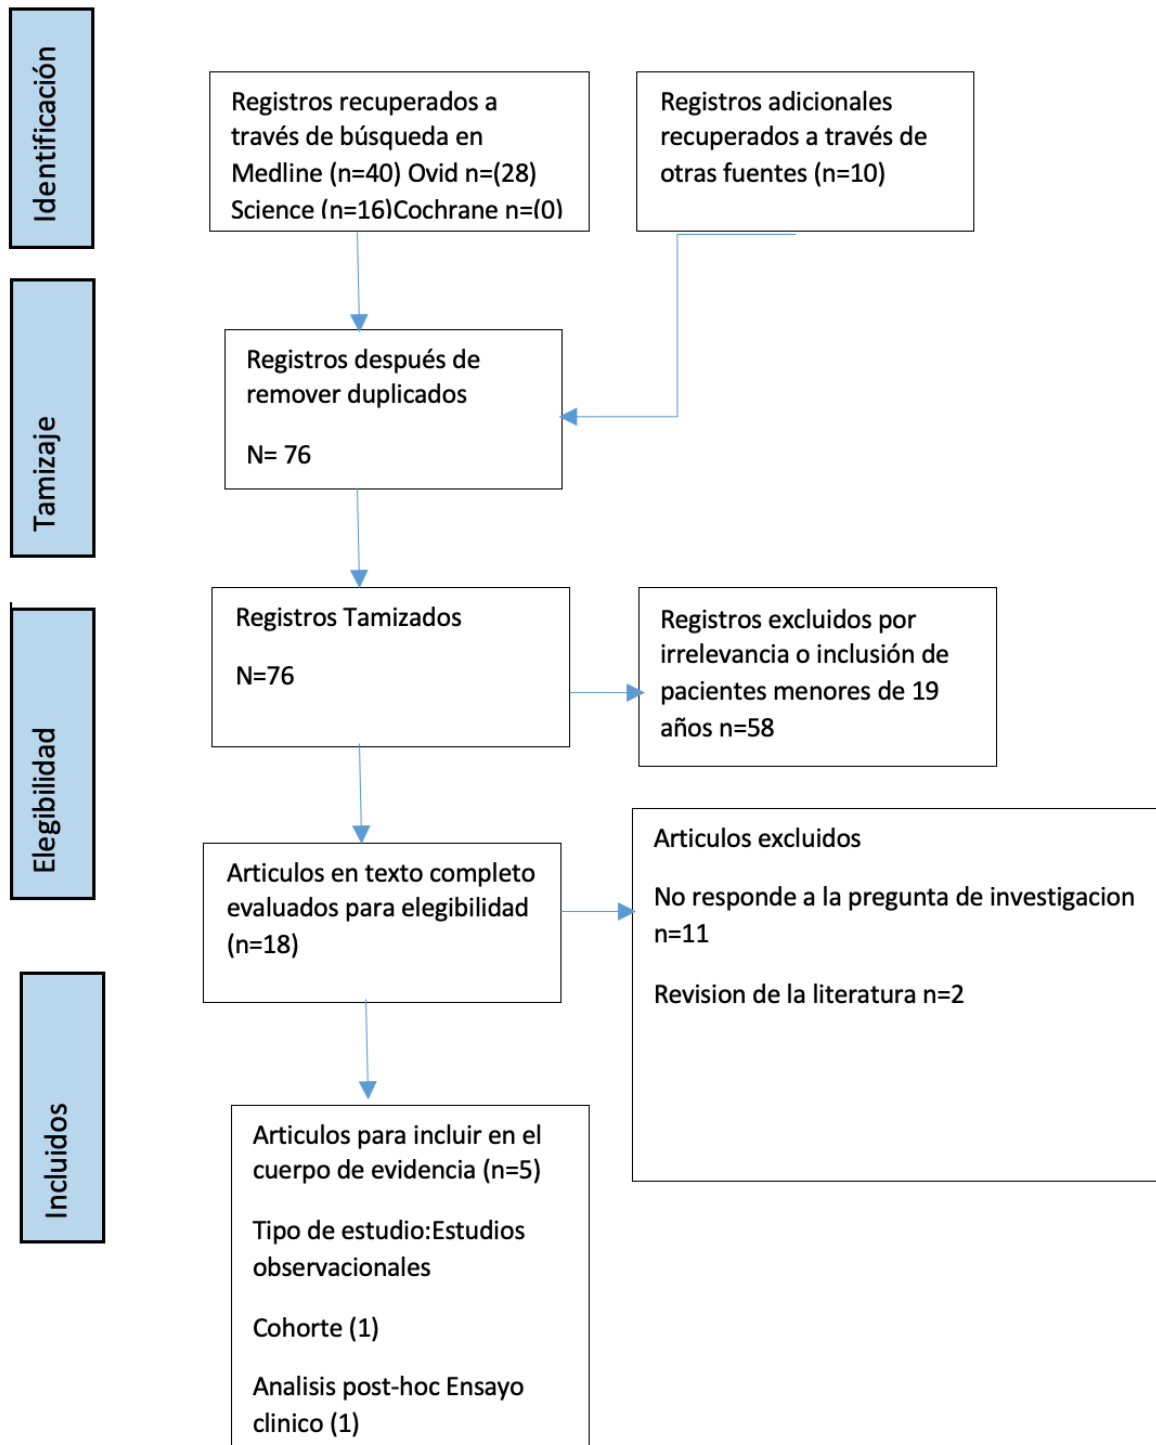 Identificación
Registros recuperados a
través de búsqueda en
Medline (n=40) Ovid n=(28)
Science (n=16)Cochrane n=(0)
Registros adicionales
recuperados a través de
otras fuentes (n=10)
Tamizaje
Registros después de
remover duplicados
N= 76
Registros Tamizados
N=76
Registros excluidos por
irrelevancia o inclusión de
pacientes menores de 19
años n=58
Elegibilidad
Articulos en texto completo
evaluados para elegibilidad
(n=18)
Articulos excluidos
No responde a la pregunta de investigacion
n=11
Revision de la literatura n=2
Incluidos
Articulos para incluir en el
cuerpo de evidencia (n=5)
Tipo de estudio:Estudios
observacionales
Cohorte (1)
Analisis post-hoc Ensayo
clinico (1)